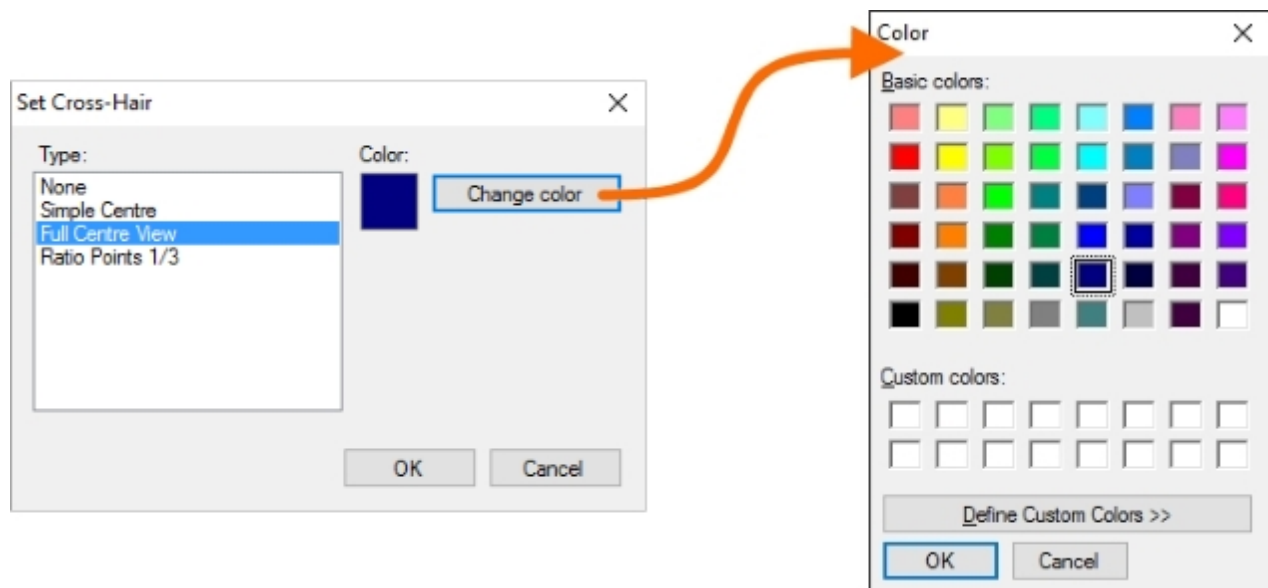 Set Cross-Hair
Type:
None
Simple Centre
Full Centre View
Ratio Points 1/3
Color:
Change color
OK
Cancel
Color
Basic colors:
Custom colors:
Define Custom Colors >>
OK
Cancel